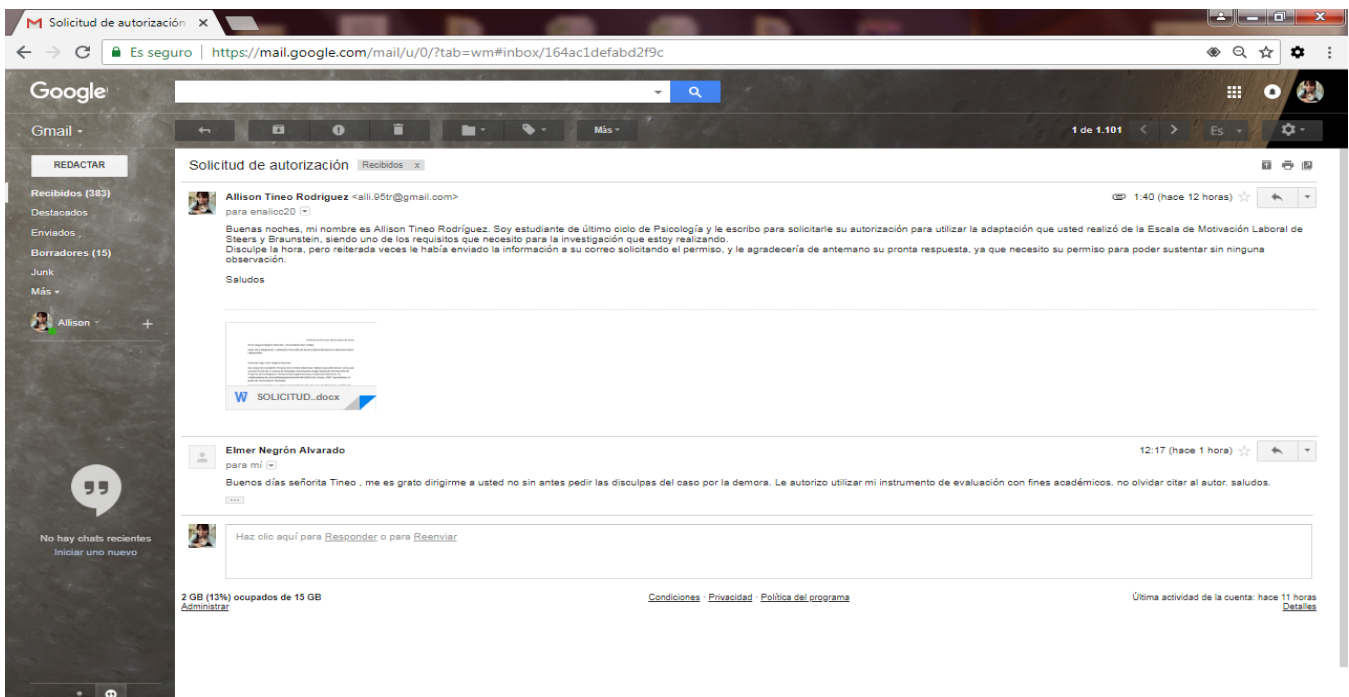 Solicitud de autorización
Es seguro | https://mail.google.com/mail/u/0/?tab=wm#inbox/164ac1defabd2f9c
Google
Gmail
Más
1 de 1.101
Es
REDACTAR
Recibidos (383)
Destacados
Enviados
Borradores (15)
Junk
Más
Allison
No hay chats recientes
Iniciar uno nuevo
Solicitud de autorización Recibidos x
Allison Tineo Rodriguez <alli.95tr@gmail.com>
1:40 (hace 12 horas)
para enalicc20
Buenas noches, mi nombre es Allison Tineo Rodríguez. Soy estudiante de último ciclo de Psicología y le escribo para solicitarle su autorización para utilizar la adaptación que usted realizó de la Escala de Motivación Laboral de
Steers y Braunstein, siendo uno de los requisitos que necesito para la investigación que estoy realizando.
Disculpe la hora, pero reiterada veces le había enviado la información a su correo solicitando el permiso, y le agradecería de antemano su pronta respuesta, ya que necesito su permiso para poder sustentar sin ninguna
observación.
Saludos
W SOLICITUD..docx
Elmer Negrón Alvarado
12:17 (hace 1 hora)
para mí
Buenos días señorita Tineo , me es grato dirigirme a usted no sin antes pedir las disculpas del caso por la demora. Le autorizo utilizar mi instrumento de evaluación con fines académicos. no olvidar citar al autor. saludos.
Haz clic aquí para Responder o para Reenviar
2 GB (13%) ocupados de 15 GB
Administrar
Condiciones · Privacidad · Política del programa
Última actividad de la cuenta: hace 11 horas
Detalles